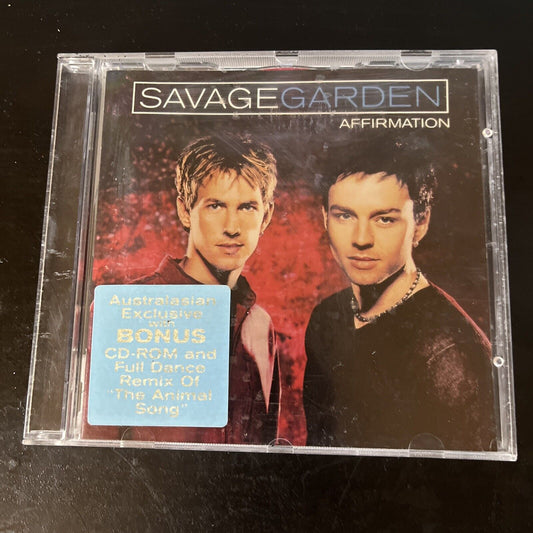 SAVAGEGARDEN
AFFIRMATION
Australasian
Exclusive
with
BONUS
CD-ROM and
Full Dance
Remix Of
"The Animal
Song"